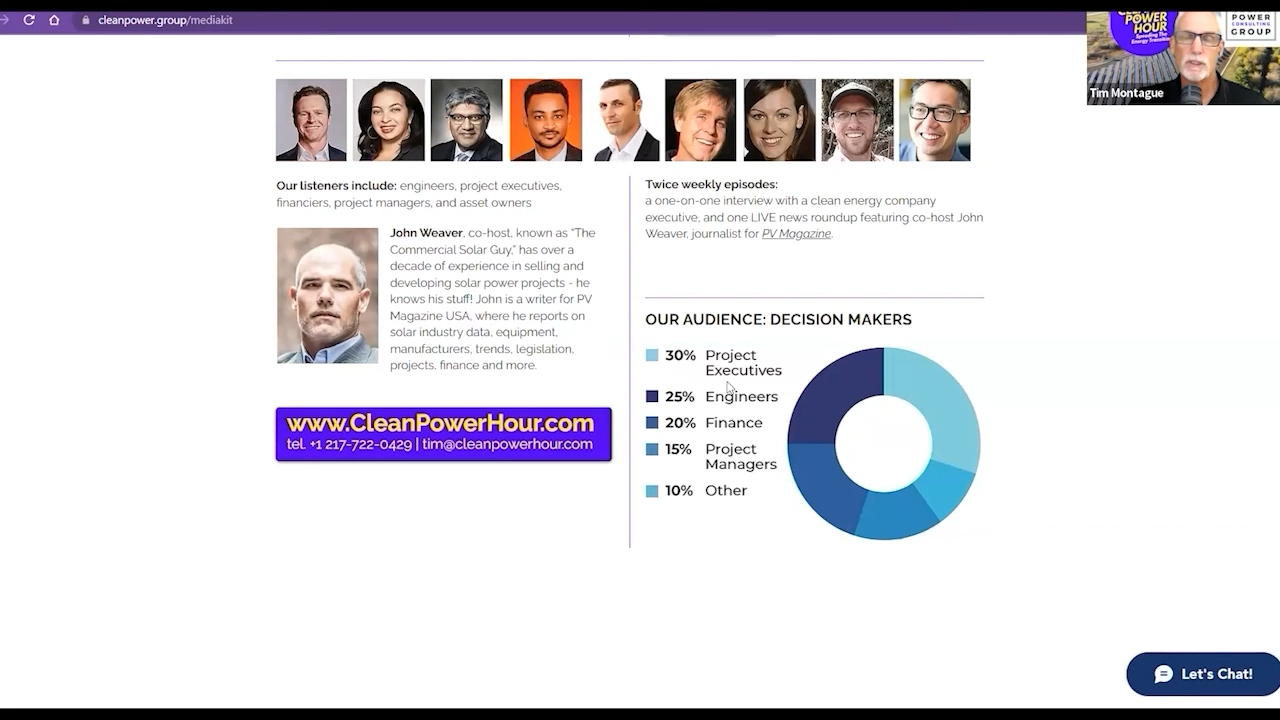 cleanpower.group/mediakit
CLEAN
POWER
HOUR
Speeding The
Energy Transition
POWER
CONSULTING
GROUP
Tim Montague
Our listeners include: engineers, project executives,
financiers, project managers, and asset owners
John Weaver, co-host, known as “The
Commercial Solar Guy,” has over a
decade of experience in selling and
developing solar power projects - he
knows his stuff! John is a writer for PV
Magazine USA, where he reports on
solar industry data, equipment,
manufacturers, trends, legislation,
projects, finance and more.
www.CleanPowerHour.com
tel. +1 217-722-0429 | tim@cleanpowerhour.com
Twice weekly episodes:
a one-on-one interview with a clean energy company
executive, and one LIVE news roundup featuring co-host John
Weaver, journalist for PV Magazine.
OUR AUDIENCE: DECISION MAKERS
30% Project
Executives
25% Engineers
20% Finance
15% Project
Managers
10% Other
Let's Chat!